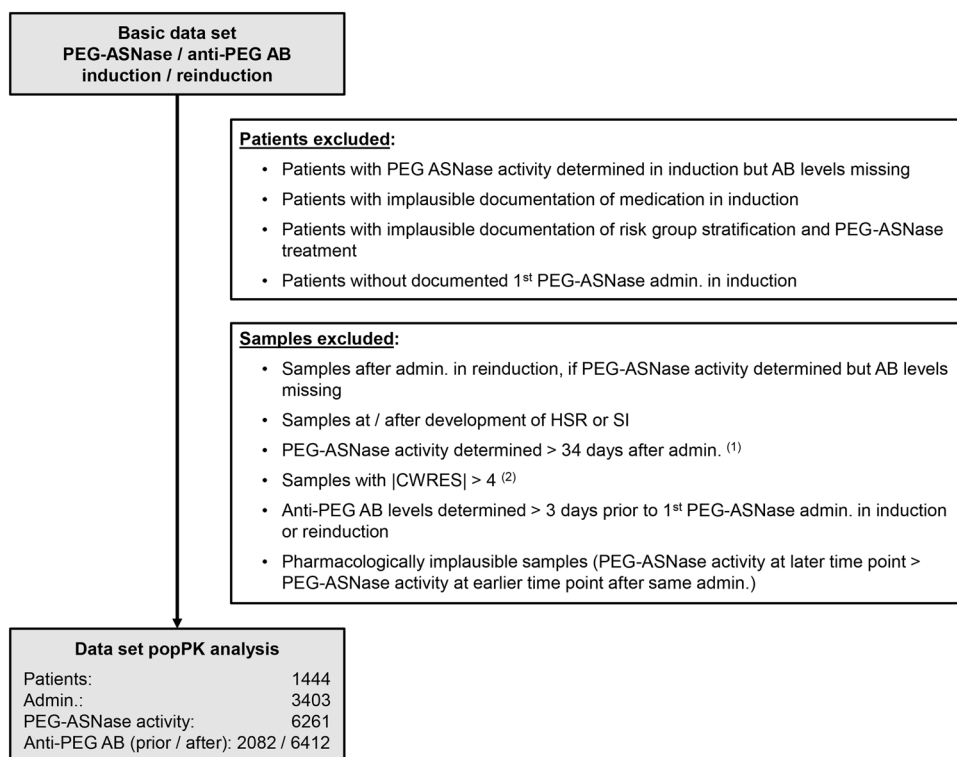 Basic data set
PEG-ASNase / anti-PEG AB
induction / reinduction
Patients excluded:
• Patients with PEG ASNase activity determined in induction but AB levels missing
• Patients with implausible documentation of medication in induction
• Patients with implausible documentation of risk group stratification and PEG-ASNase
treatment
• Patients without documented 1st PEG-ASNase admin. in induction
Samples excluded:
• Samples after admin. in reinduction, if PEG-ASNase activity determined but AB levels
missing
• Samples at / after development of HSR or SI
• PEG-ASNase activity determined > 34 days after admin. (1)
• Samples with |CWRES| > 4 (2)
• Anti-PEG AB levels determined > 3 days prior to 1st PEG-ASNase admin. in induction
or reinduction
• Pharmacologically implausible samples (PEG-ASNase activity at later time point >
PEG-ASNase activity at earlier time point after same admin.)
Data set popPK analysis
Patients: 1444
Admin.: 3403
PEG-ASNase activity: 6261
Anti-PEG AB (prior / after): 2082 / 6412